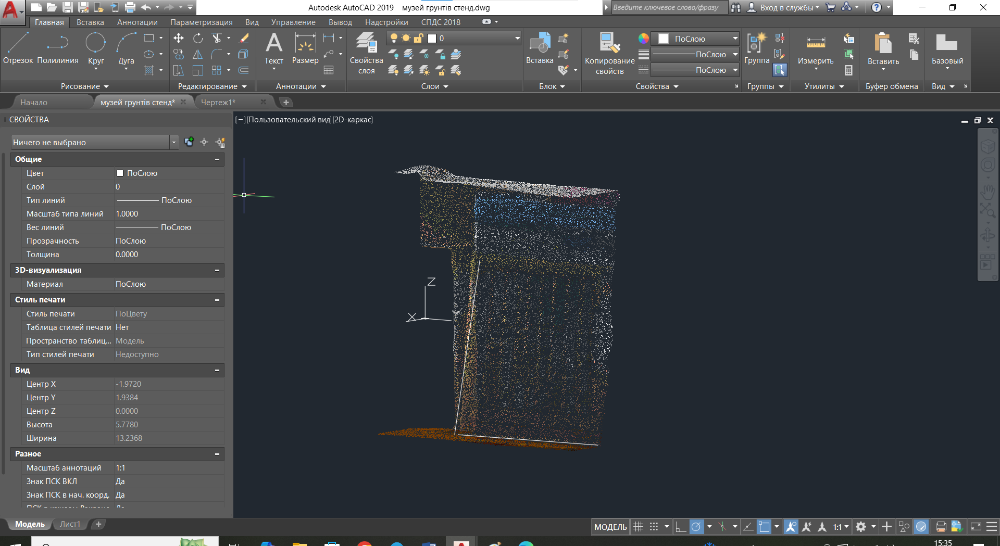 Autodesk AutoCAD 2019 музей грунтів стенд.dwg
Введите ключевое слово/фразу
Вход в службы
Главная Вставка Аннотации Параметризация Вид Управление Вывод Надстройки СПДС 2018
0
ПоСлою
ПоСлою
ПоСлою
Отрезок Полилиния Круг Дуга
Текст Размер
Свойства слоя
Вставка
Копирование свойств
Группа
Измерить
Вставить
Базовый
Рисование Редактирование Аннотации Слои Блок Свойства Группы Утилиты Буфер обмена Вид
Начало музей грунтів стенд* Чертеж1*
СВОЙСТВА
[−][Пользовательский вид][2D-каркас]
Ничего не выбрано
Общие
Цвет ПоСлою
Слой 0
Тип линий ПоСлою
Масштаб типа линий 1.0000
Вес линий ПоСлою
Прозрачность ПоСлою
Толщина 0.0000
3D-визуализация
Материал ПоСлою
Стиль печати
Стиль печати ПоЦвету
Таблица стилей печати Нет
Пространство таблиц... Модель
Тип стилей печати Недоступно
Вид
Центр X -1.9720
Центр Y 1.9384
Центр Z 0.0000
Высота 5.7780
Ширина 13.2368
Разное
Масштаб аннотаций 1:1
Знак ПСК ВКЛ Да
Знак ПСК в нач. коорд. Да
Z
X
Y
Модель Лист1
МОДЕЛЬ
1:1
15:35